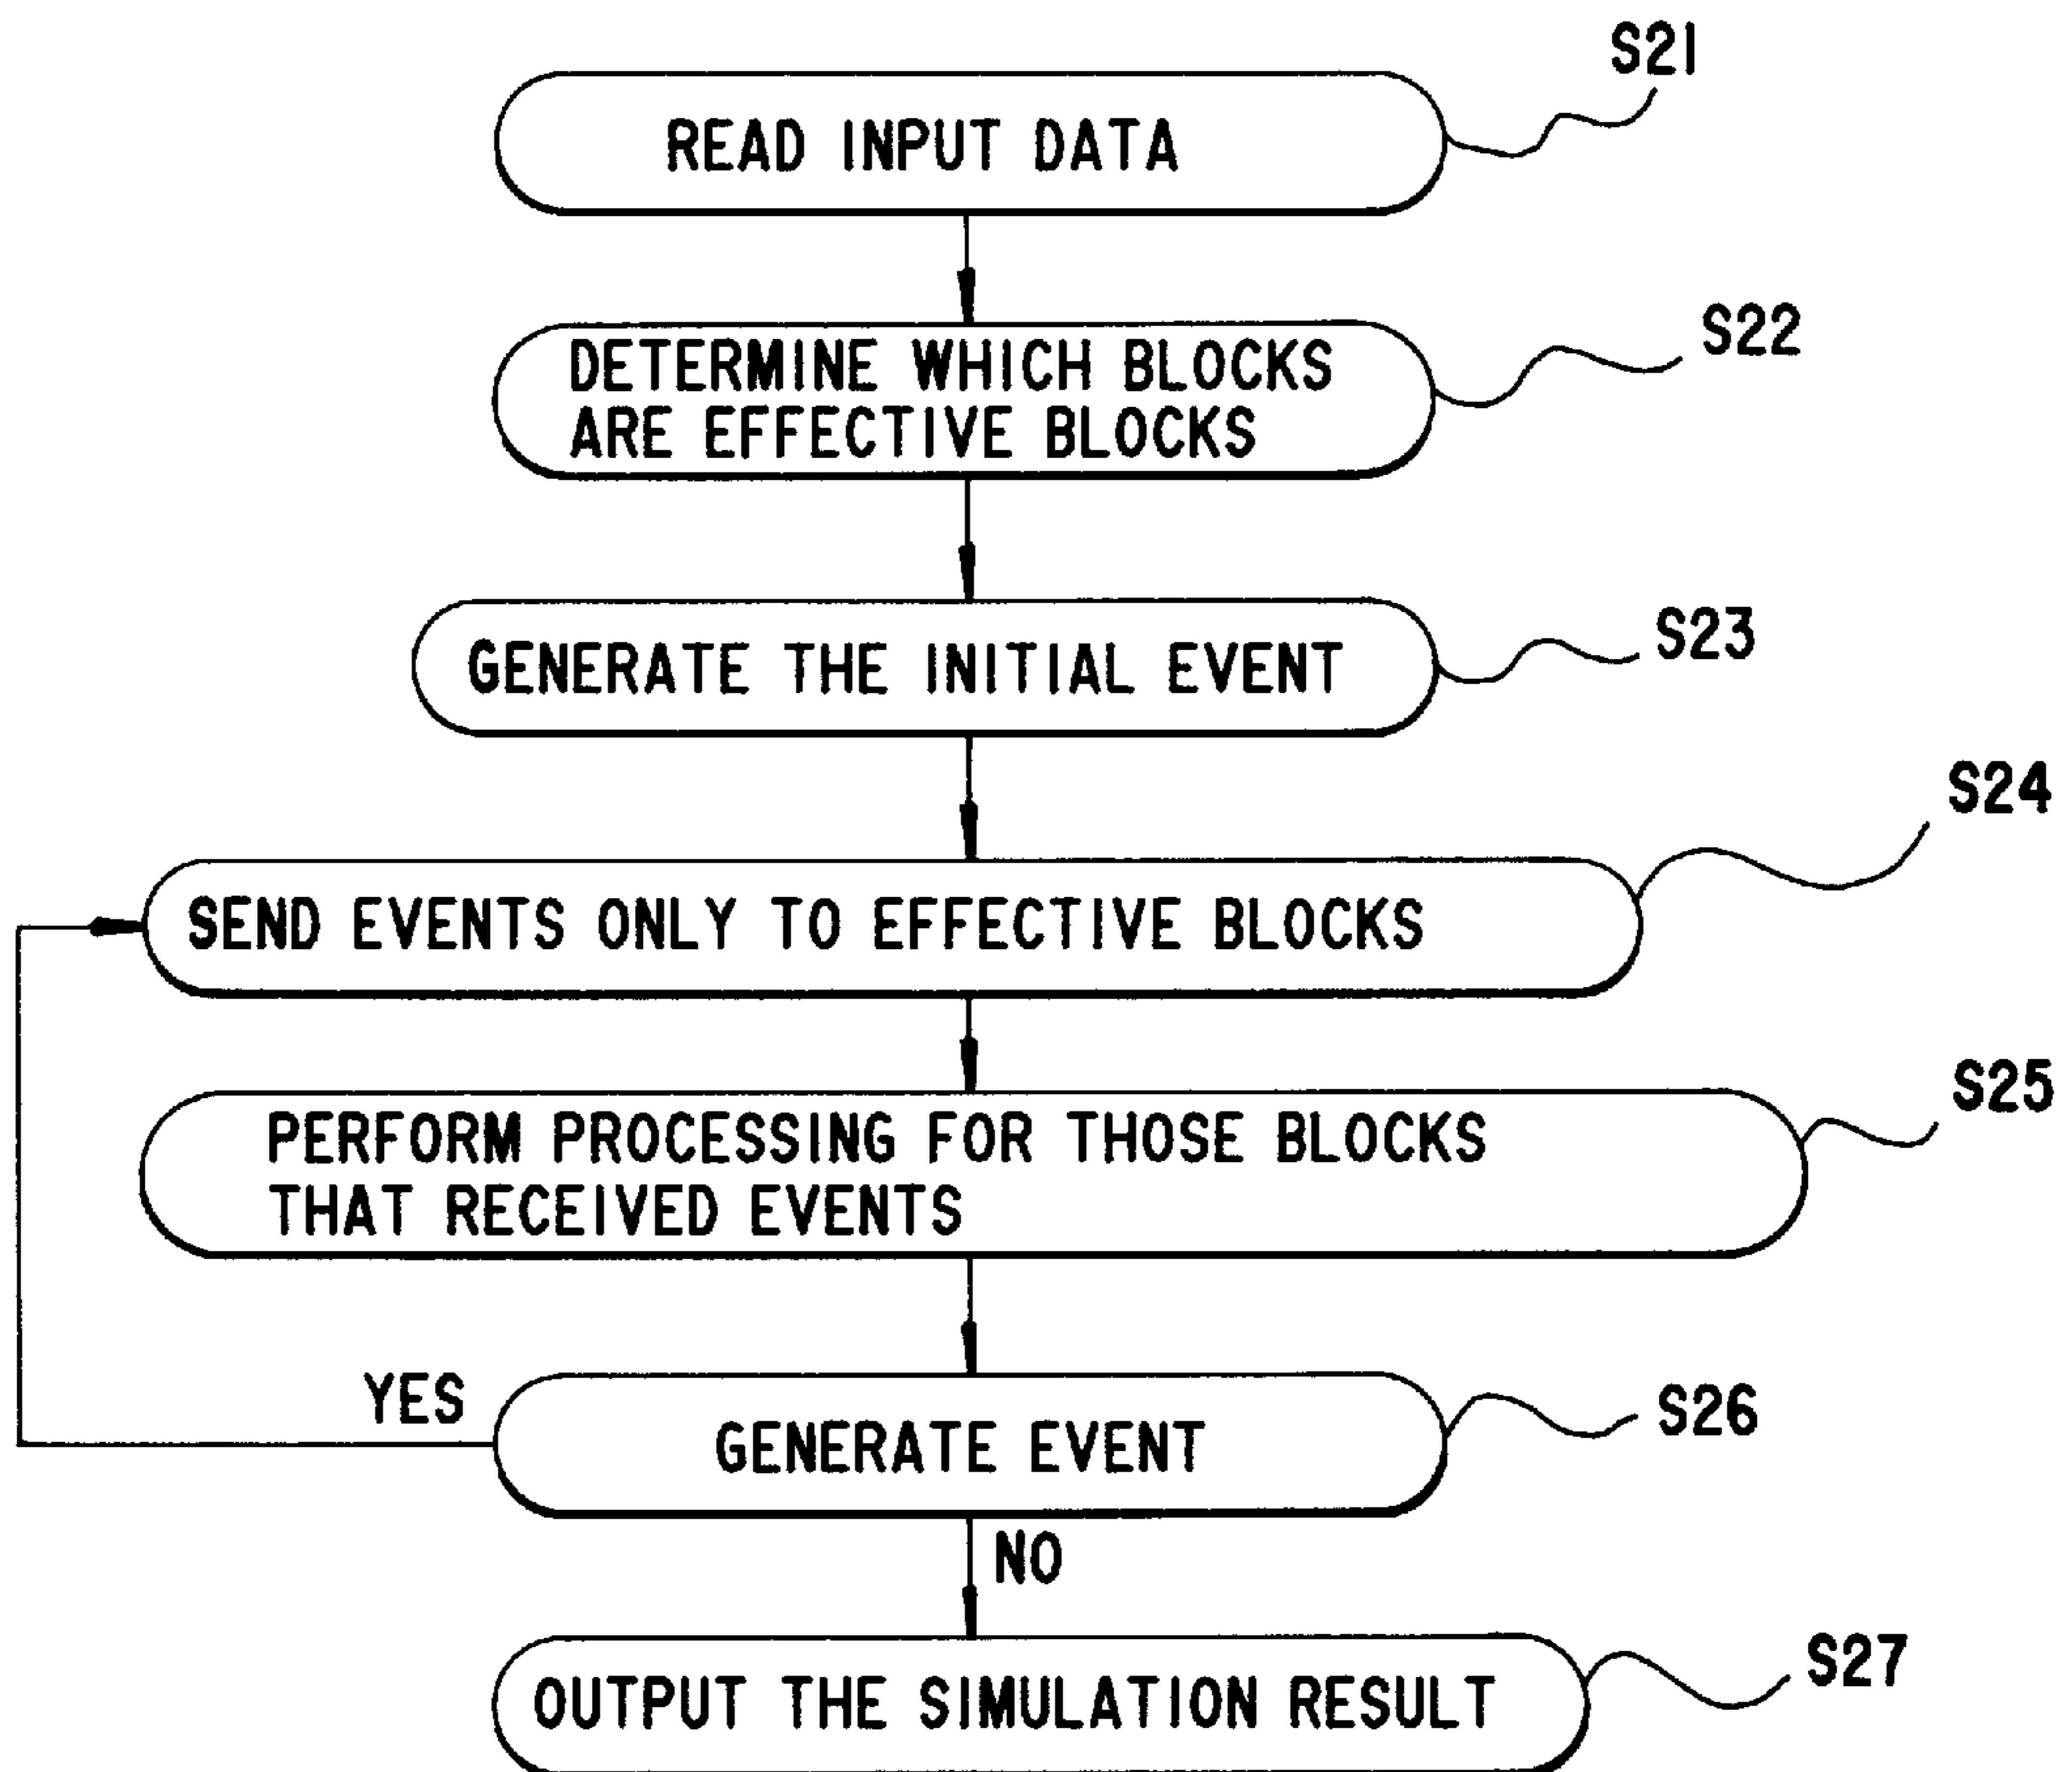 S21
READ INPUT DATA
S22
DETERMINE WHICH BLOCKS
ARE EFFECTIVE BLOCKS
S23
GENERATE THE INITIAL EVENT
S24
SEND EVENTS ONLY TO EFFECTIVE BLOCKS
S25
PERFORM PROCESSING FOR THOSE BLOCKS
THAT RECEIVED EVENTS
YES
S26
GENERATE EVENT
NO
S27
OUTPUT THE SIMULATION RESULT